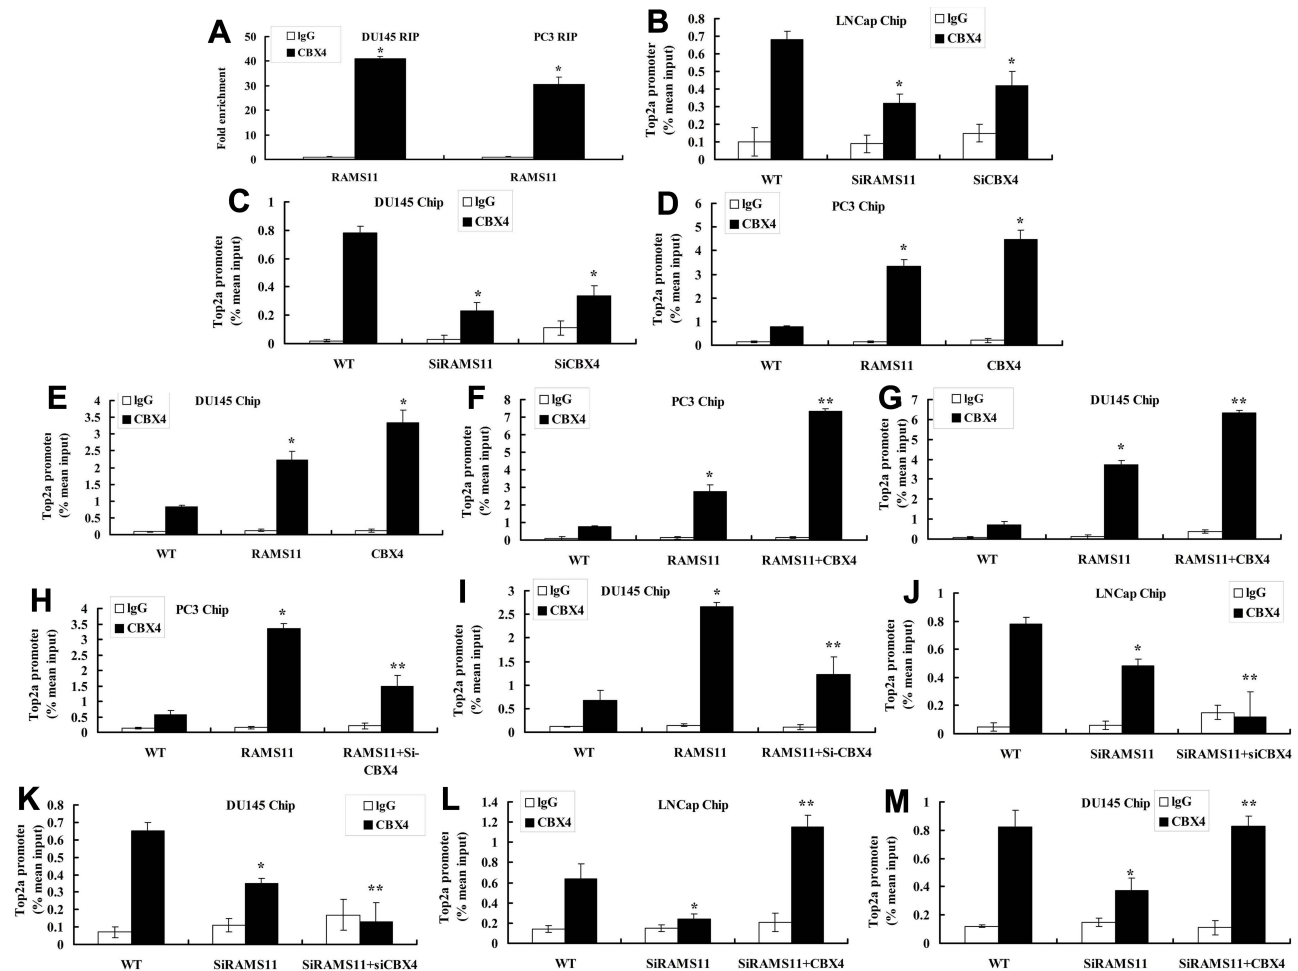 A
IgG
CBX4
DU145 RIP
PC3 RIP
*
*
Fold enrichment
50
40
30
20
10
0
RAMS11
RAMS11
B
LNCap Chip
IgG
CBX4
Top2a promoter
(% mean input)
0.8
0.7
0.6
0.5
0.4
0.3
0.2
0.1
0
*
*
WT
SiRAMS11
SiCBX4
C
DU145 Chip
IgG
CBX4
Top2a promoter
(% mean input)
1
0.8
0.6
0.4
0.2
0
*
*
WT
SiRAMS11
SiCBX4
D
IgG
CBX4
PC3 Chip
Top2a promoter
(% mean input)
6
5
4
3
2
1
0
*
*
WT
RAMS11
CBX4
E
IgG
CBX4
DU145 Chip
Top2a promoter
(% mean input)
4
3.5
3
2.5
2
1.5
1
0.5
0
*
*
WT
RAMS11
CBX4
F
IgG
CBX4
PC3 Chip
Top2a promoter
(% mean input)
8
7
6
5
4
3
2
1
0
*
**
WT
RAMS11
RAMS11+CBX4
G
IgG
CBX4
DU145 Chip
Top2a promoter
(% mean input)
7
6
5
4
3
2
1
0
*
**
WT
RAMS11
RAMS11+CBX4
H
IgG
CBX4
PC3 Chip
Top2a promoter
(% mean input)
4
3.5
3
2.5
2
1.5
1
0.5
0
*
**
WT
RAMS11
RAMS11+Si-
CBX4
I
IgG
CBX4
DU145 Chip
Top2a promoter
(% mean input)
3
2.5
2
1.5
1
0.5
0
*
**
WT
RAMS11
RAMS11+Si-CBX4
J
LNCap Chip
IgG
CBX4
Top2a promoter
(% mean input)
1
0.8
0.6
0.4
0.2
0
*
**
WT
SiRAMS11
SiRAMS11+siCBX4
K
DU145 Chip
IgG
CBX4
Top2a promoter
(% mean input)
0.8
0.7
0.6
0.5
0.4
0.3
0.2
0.1
0
*
**
WT
SiRAMS11
SiRAMS11+siCBX4
L
IgG
CBX4
LNCap Chip
Top2a promoter
(% mean input)
1.4
1.2
1
0.8
0.6
0.4
0.2
0
*
**
WT
SiRAMS11
SiRAMS11+CBX4
M
DU145 Chip
IgG
CBX4
Top2a promoter
(% mean input)
1
0.8
0.6
0.4
0.2
0
*
**
WT
SiRAMS11
SiRAMS11+CBX4